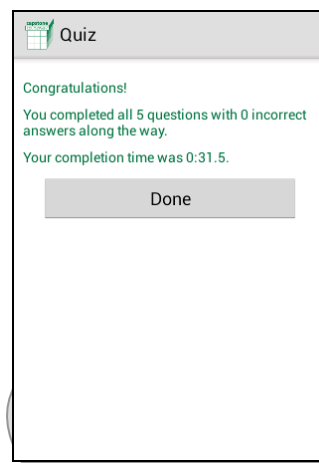 capstone
Quiz
Congratulations!
You completed all 5 questions with 0 incorrect
answers along the way.
Your completion time was 0:31.5.
Done